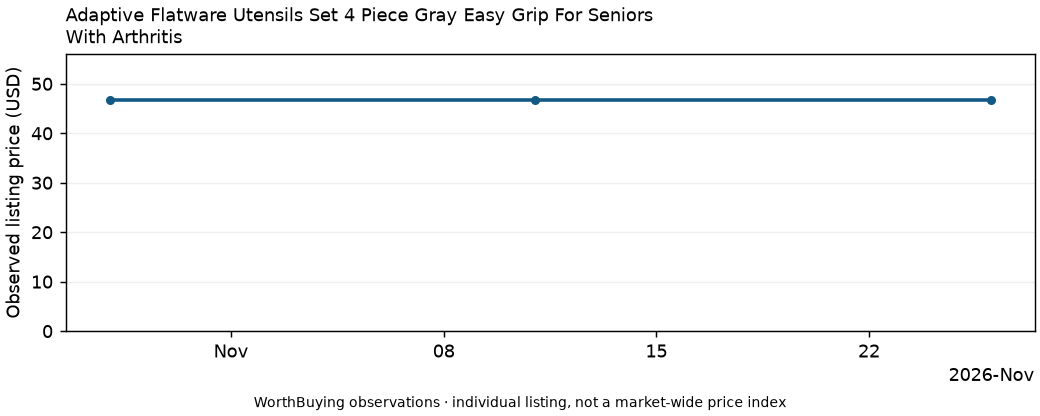 Adaptive Flatware Utensils Set 4 Piece Gray Easy Grip For Seniors
With Arthritis
Observed listing price (USD)
50
40
30
20
10
0
Nov
08
15
22
2026-Nov
WorthBuying observations · individual listing, not a market-wide price index